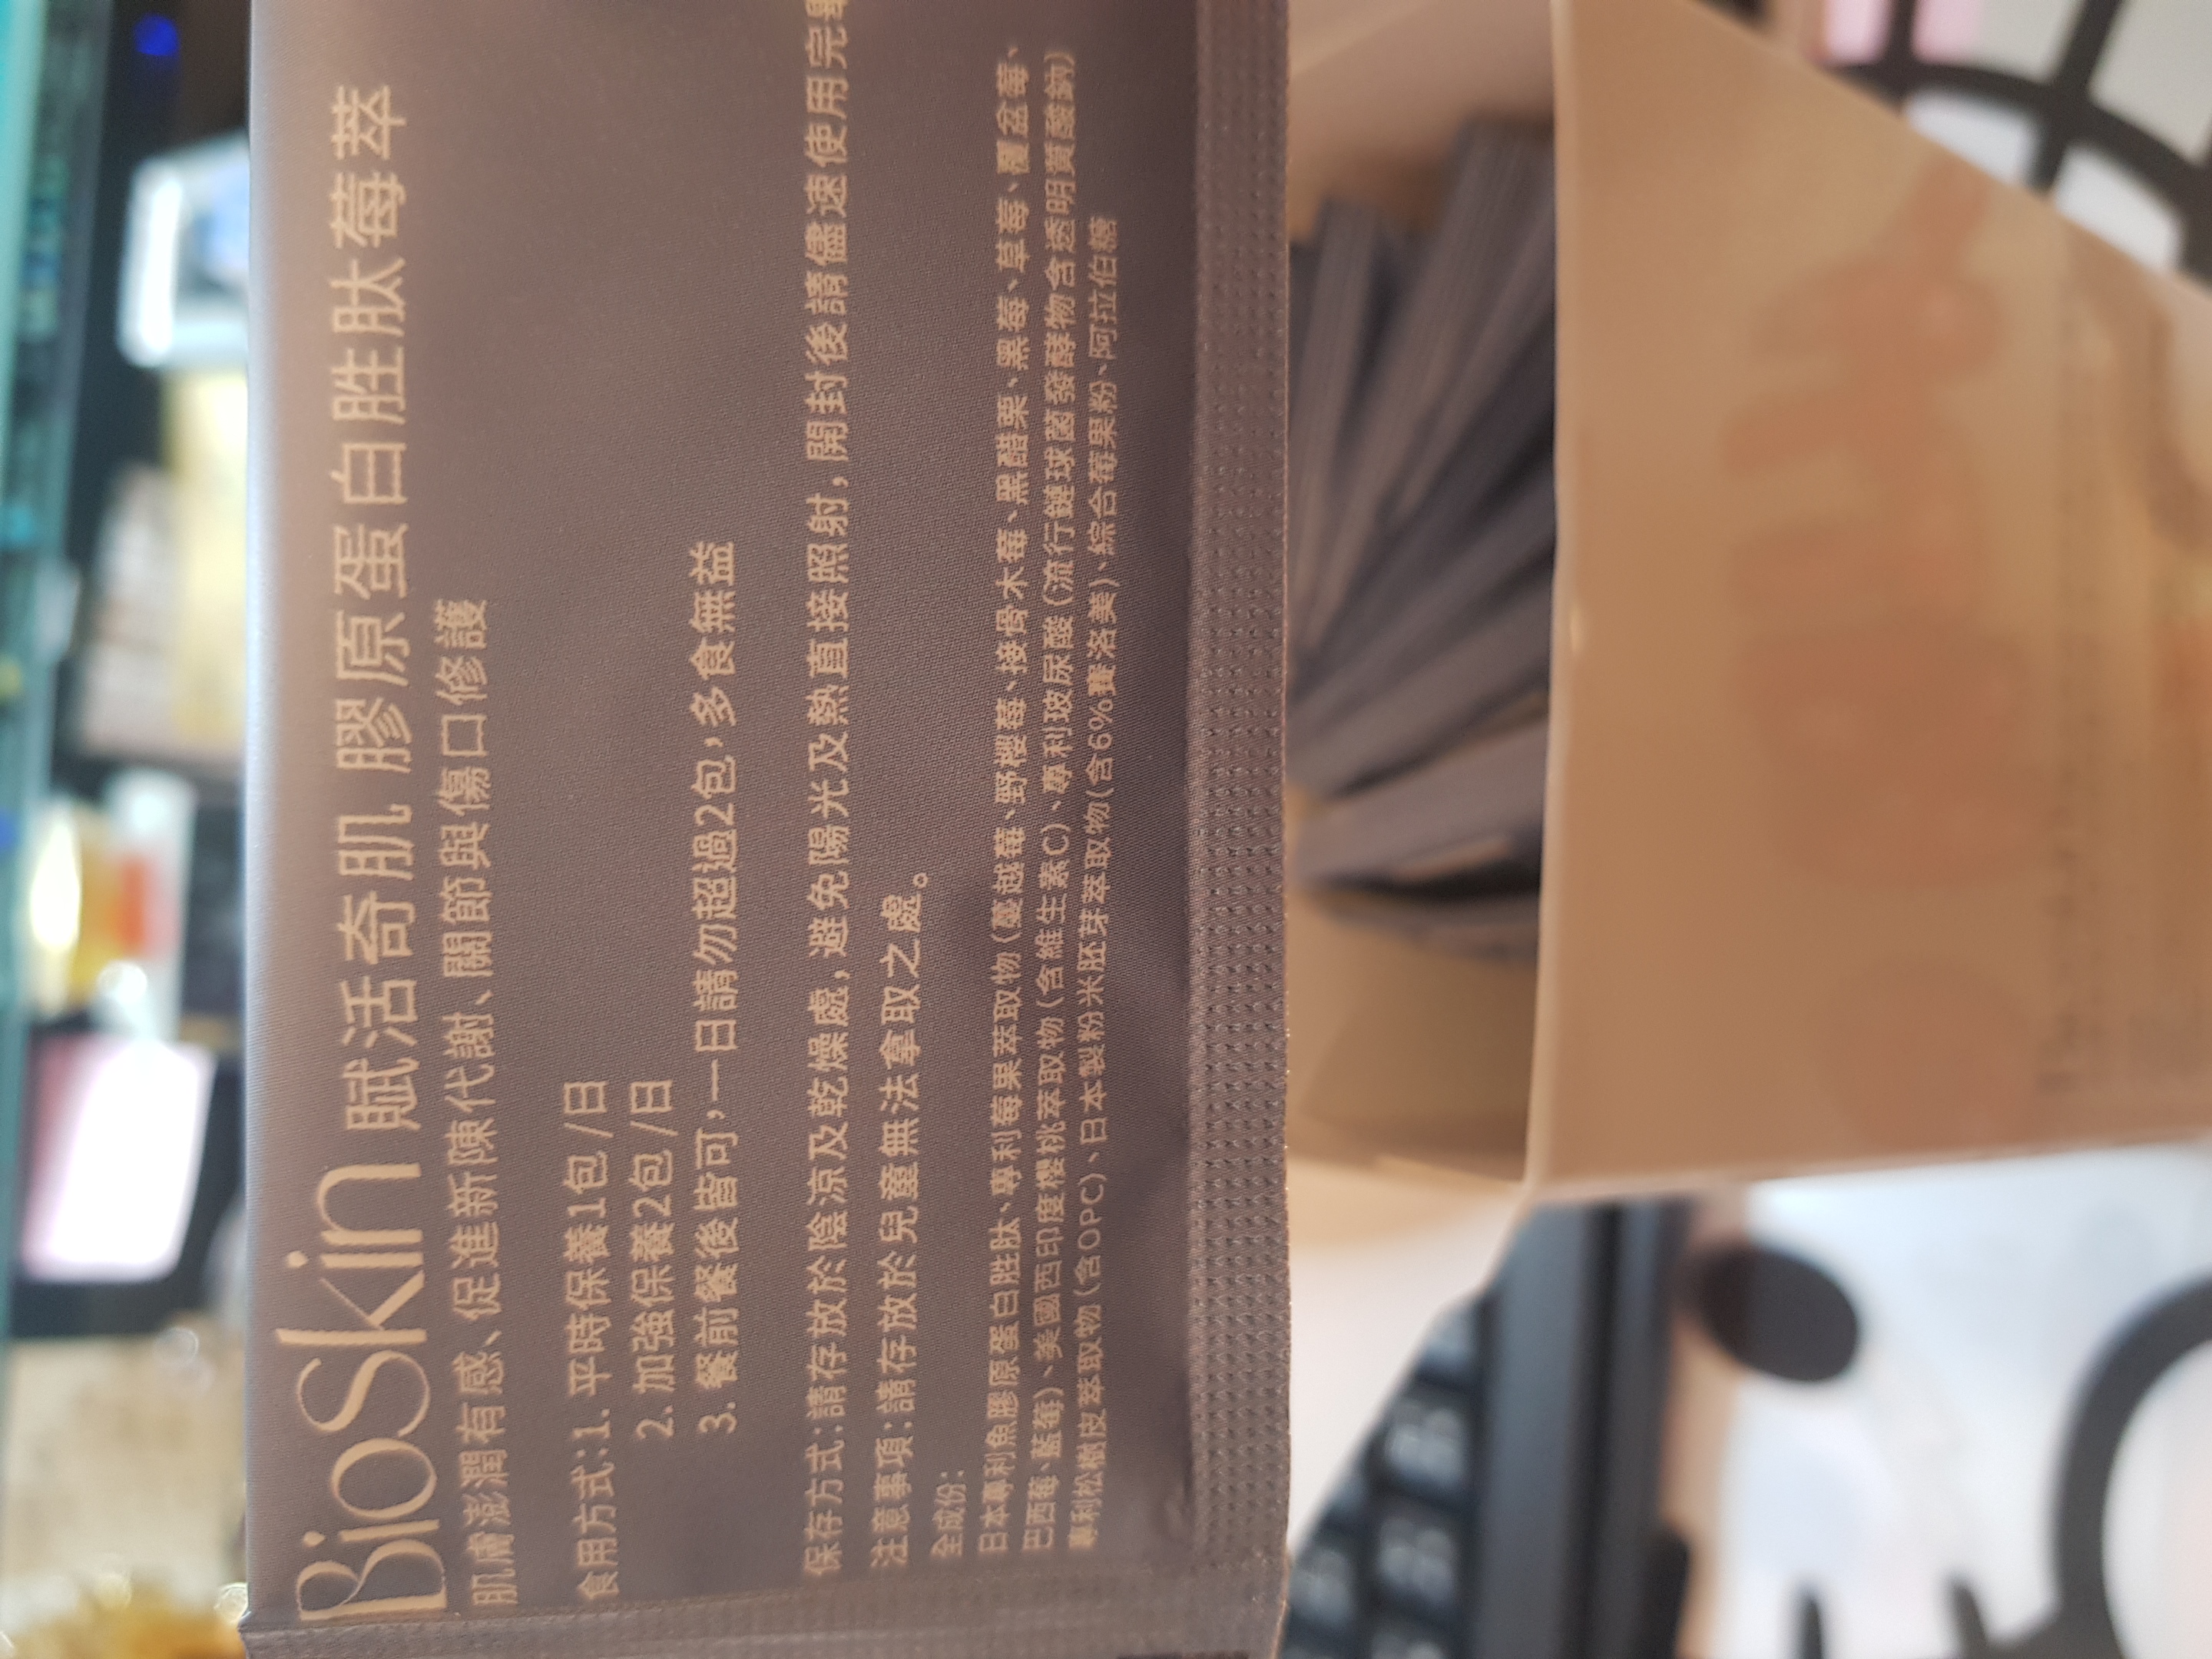 BioSkin 賦活奇肌 膠原蛋白胜肽莓萃
肌膚澎潤有感、促進新陳代謝、關節與傷口修護
食用方式:1. 平時保養1包/日
2. 加強保養2包/日
3. 餐前餐後皆可,一日請勿超過2包,多食無益
保存方式:請存放於陰涼及乾燥處,避免陽光及熱直接照射,開封後請儘速使用完畢
注意事項:請存放於兒童無法拿取之處。
全成份:
日本專利魚膠原蛋白胜肽、專利莓果萃取物(蔓越莓、野櫻莓、接骨木莓、黑醋栗、黑莓、草莓、覆盆莓、
巴西莓、藍莓)、美國西印度櫻桃萃取物(含維生素C)、專利玻尿酸(流行鏈球菌發酵物含透明質酸鈉)
專利松樹皮萃取物(含OPC)、日本製粉米胚芽萃取物(含6%賽洛美)、綜合莓果粉、阿拉伯糖